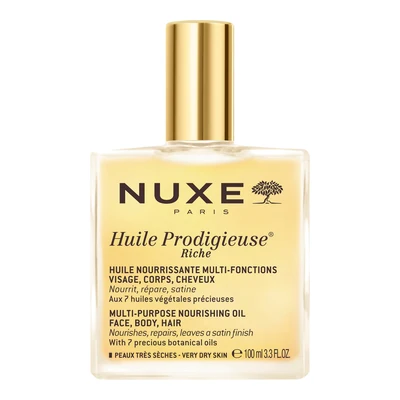 NUXE
PARIS
Huile Prodigieuse®
Riche
HUILE NOURRISSANTE MULTI-FONCTIONS
VISAGE, CORPS, CHEVEUX
Nourrit, répare, satine
Aux 7 huiles végétales précieuses
MULTI-PURPOSE NOURISHING OIL
FACE, BODY, HAIR
Nourishes, repairs, leaves a satin finish
With 7 precious botanical oils
PEAUX TRÈS SÈCHES - VERY DRY SKIN ℮ 100 ml 3.3 FL.OZ.